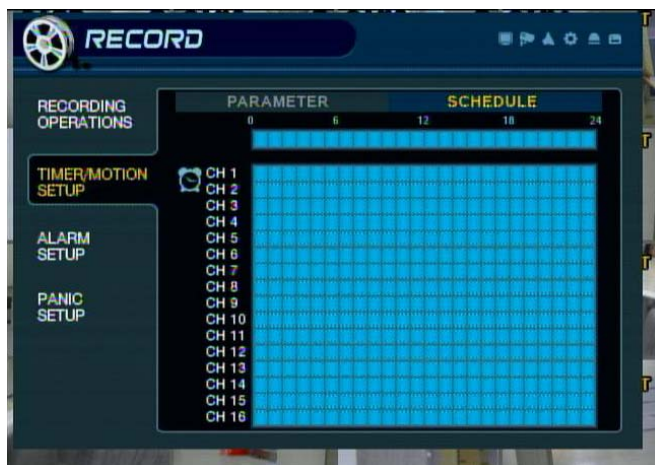 RECORD
PARAMETER SCHEDULE
RECORDING
OPERATIONS
0 6 12 18 24
TIMER/MOTION
SETUP
CH 1
CH 2
CH 3
CH 4
ALARM
SETUP
CH 5
CH 6
CH 7
CH 8
PANIC
SETUP
CH 9
CH 10
CH 11
CH 12
CH 13
CH 14
CH 15
CH 16
T
T
T
T